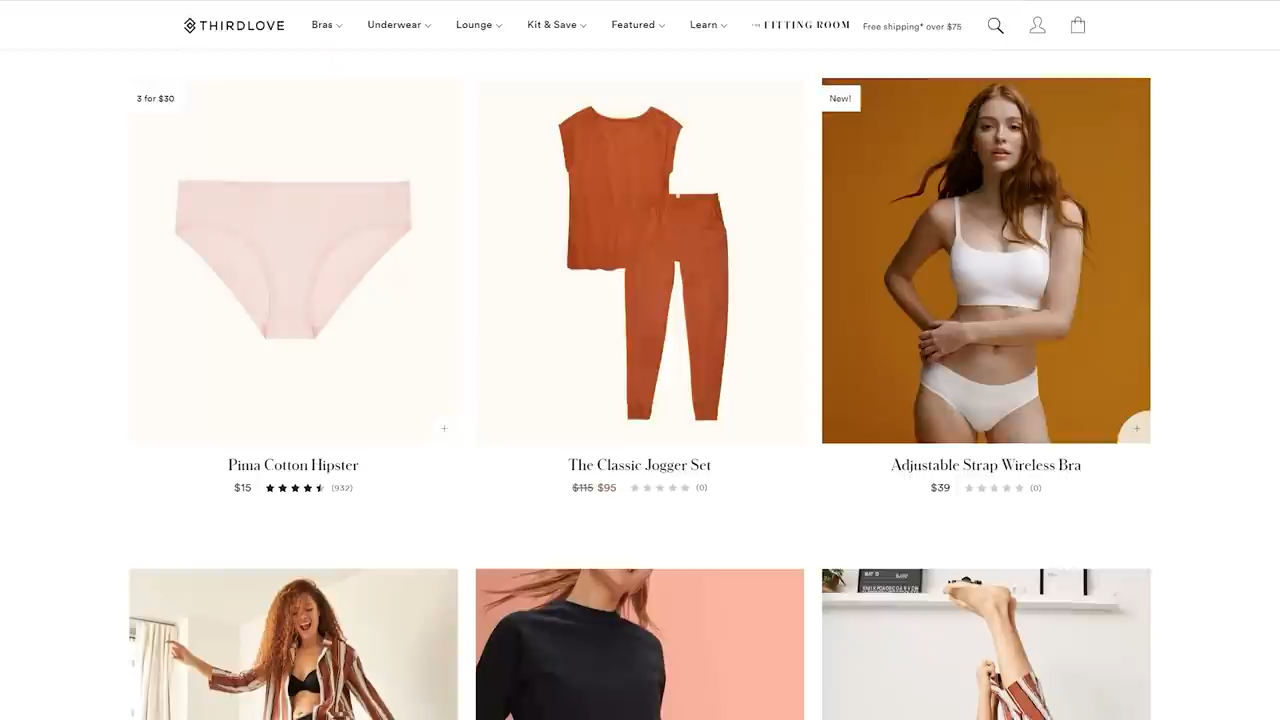 THIRDLOVE Bras Underwear Lounge Kit & Save Featured Learn THE FITTING ROOM Free shipping* over $75
3 for $30
New!
Pima Cotton Hipster
$15 (932)
The Classic Jogger Set
$115 $95 (0)
Adjustable Strap Wireless Bra
$39 (0)